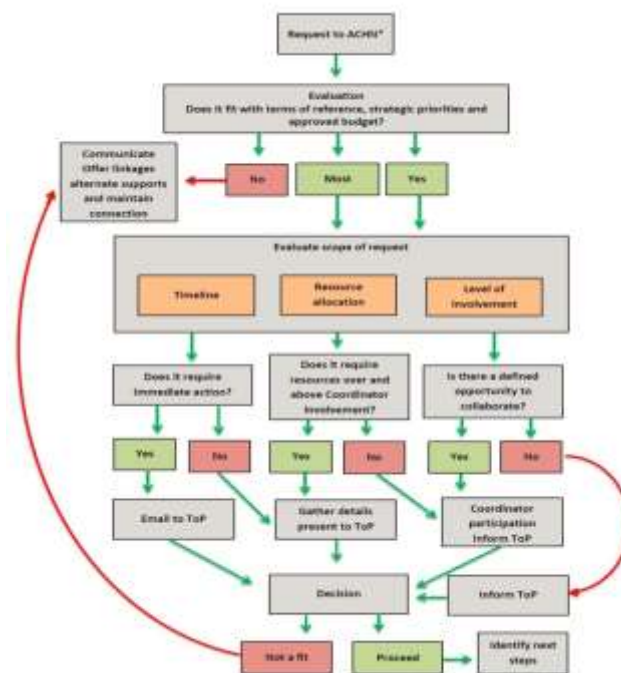 Request to ACHN*
Evaluation
Does it fit with terms of reference, strategic priorities and
approved budget?
Communicate
Offer linkages
alternate supports
and maintain
connection
No
Most
Yes
Evaluate scope of request
Timeline
Resource
allocation
Level of
Involvement
Does it require
immediate action?
Does it require
resources over and
above Coordinator
Involvement?
Is there a defined
opportunity to
collaborate?
Yes
No
Yes
No
Yes
No
Email to ToP
Gather details
present to ToP
Coordinator
participation
Inform ToP
Decision
Inform ToP
Not a fit
Proceed
Identify next
steps